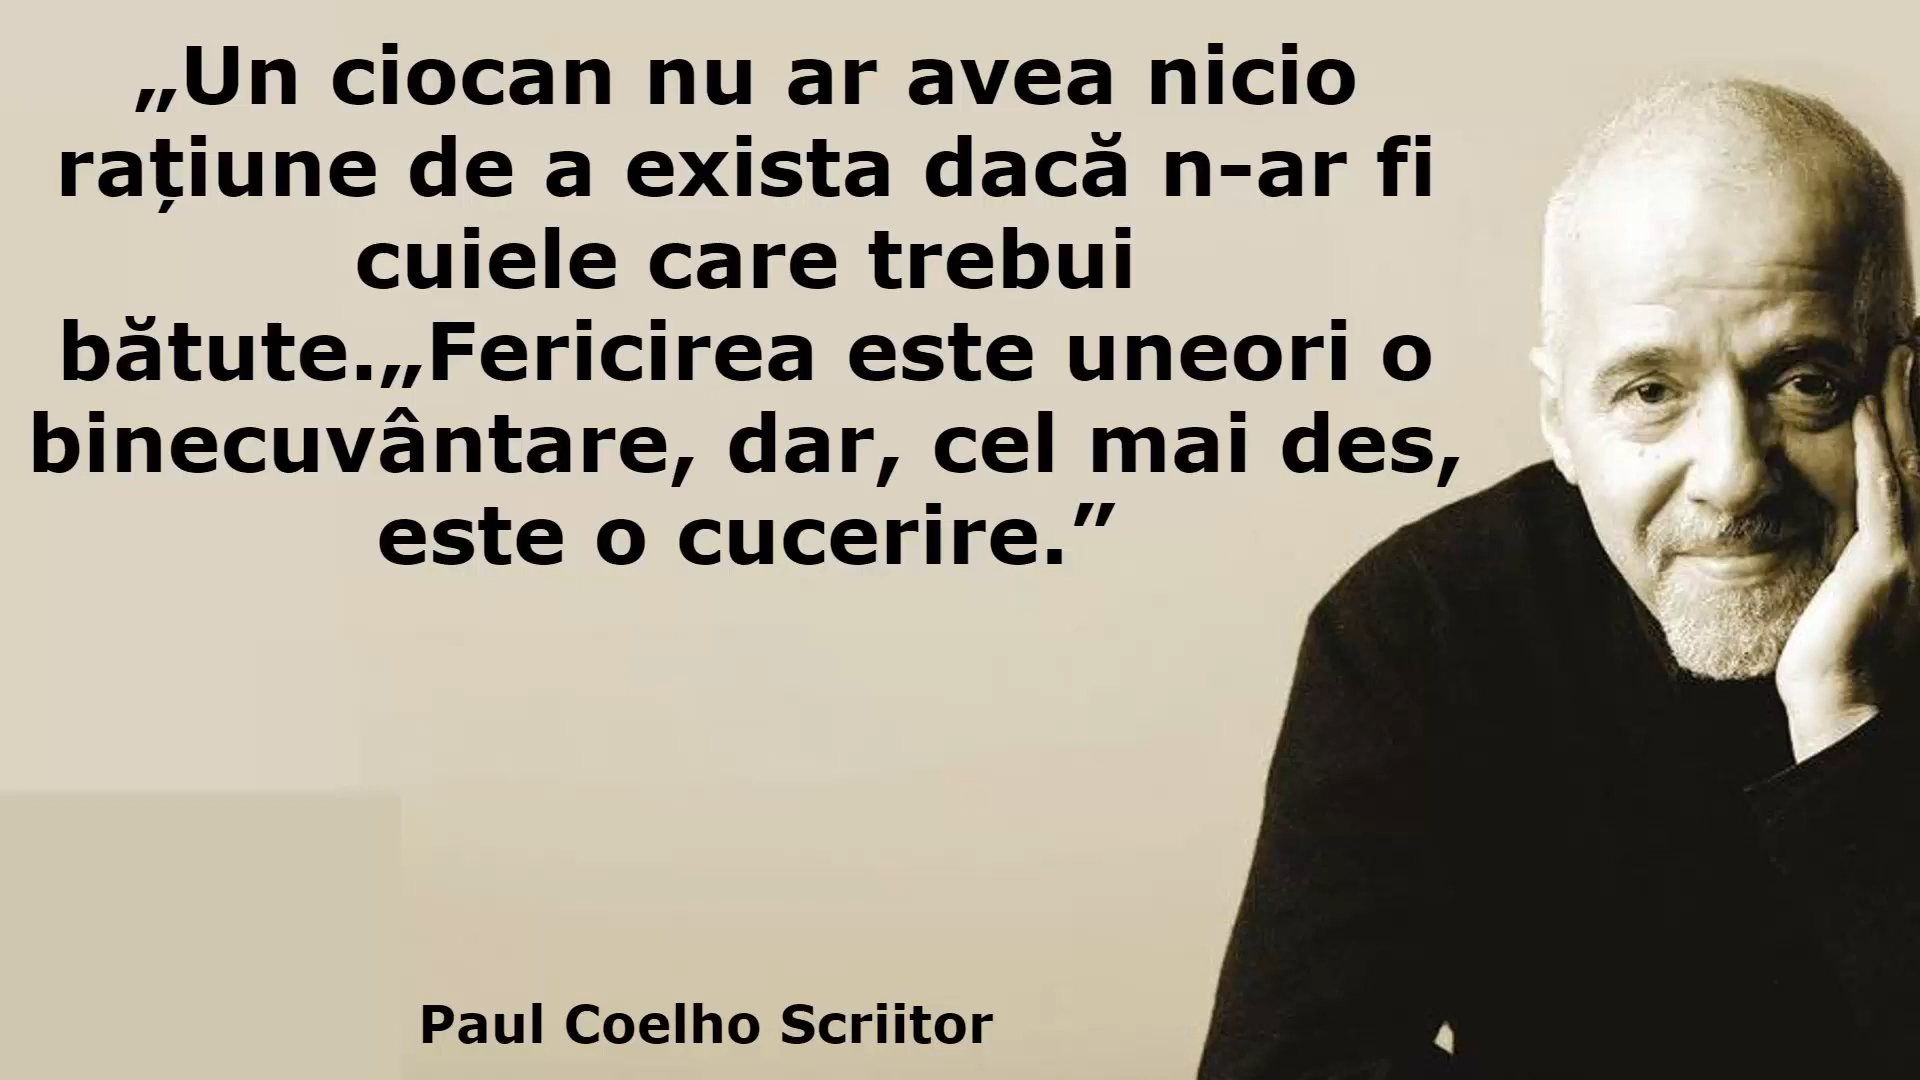 „Un ciocan nu ar avea nicio
rațiune de a exista dacă n-ar fi
cuiele care trebui
bătute.„Fericirea este uneori o
binecuvântare, dar, cel mai des,
este o cucerire.”
Paul Coelho Scriitor